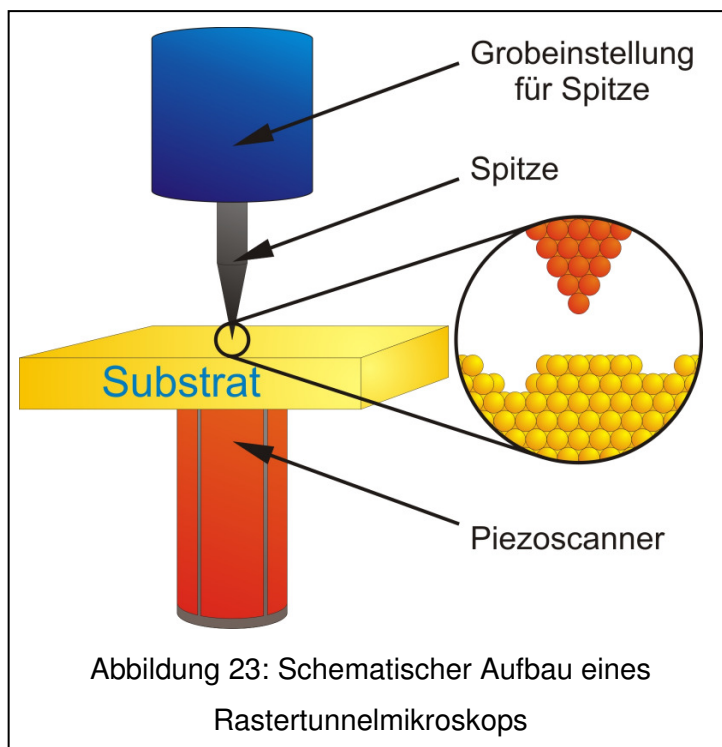 Grobeinstellung
für Spitze
Spitze
Substrat
Piezoscanner
Abbildung 23: Schematischer Aufbau eines
Rastertunnelmikroskops